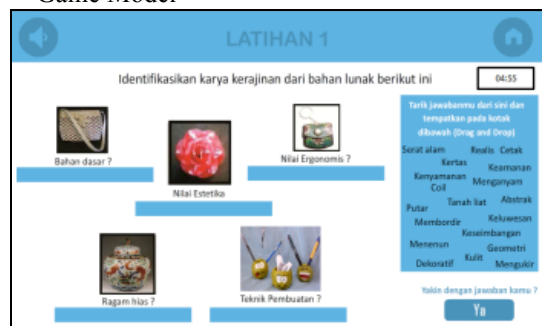 Game Model
LATIHAN 1
Identifikasikan karya kerajinan dari bahan lunak berikut ini
04:55
Bahan dasar ?
Nilai Estetika
Nilai Ergonomis ?
Ragam hias ?
Teknik Pembuatan ?
Tarik jawabanmu dari sini dan
tempatkan pada kotak
dibawah (Drag and Drop)
Serat alam Realis Cetak
Kertas Keamanan
Kenyamanan Menganyam
Coil
Tanah liat Abstrak
Putar
Membordir Keluwesan
Keseimbangan
Menenun Geometri
Dekoratif Kulit Mengukir
Yakin dengan jawaban kamu ?
Ya